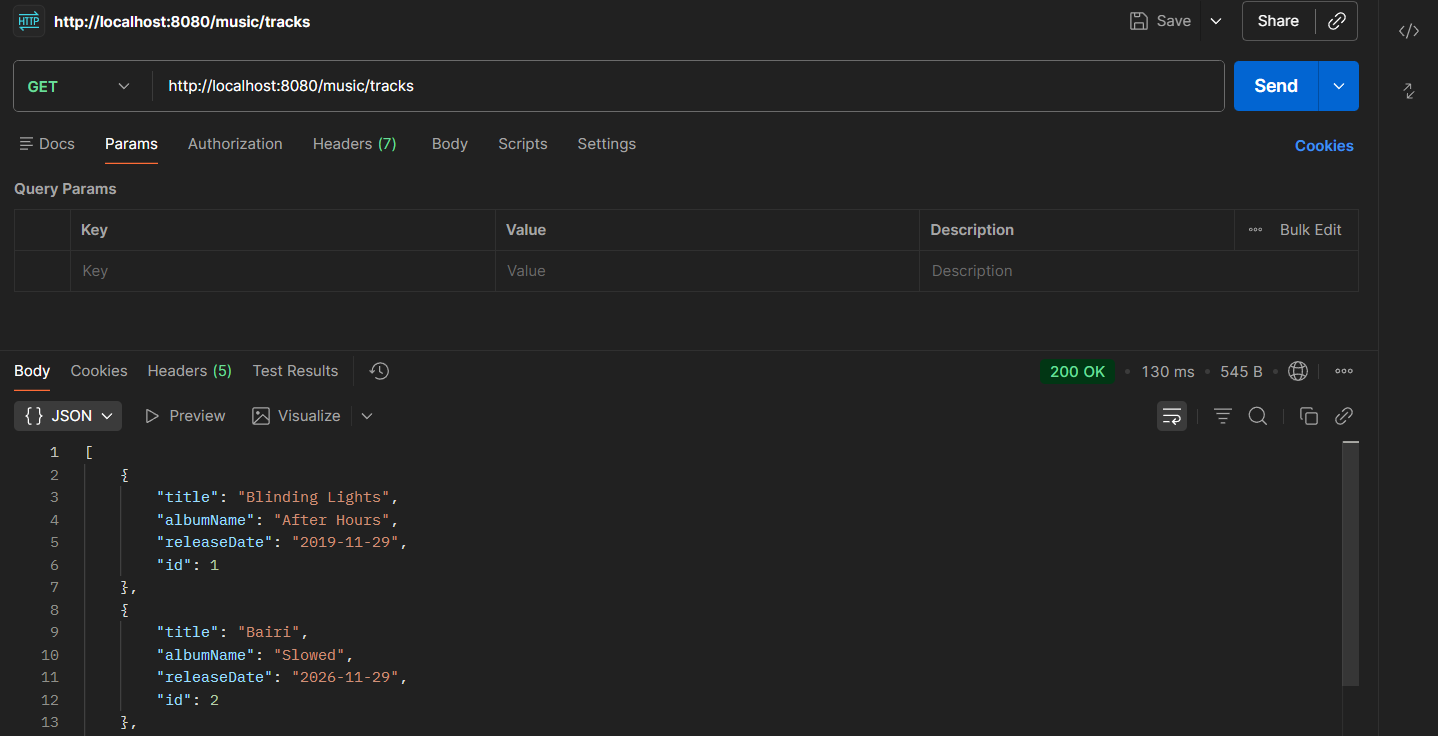 HTTP http://localhost:8080/music/tracks Save Share
GET http://localhost:8080/music/tracks Send
Docs Params Authorization Headers (7) Body Scripts Settings Cookies
Query Params
Key Value Description Bulk Edit
Key Value Description
Body Cookies Headers (5) Test Results 200 OK • 130 ms • 545 B •
{} JSON Preview Visualize
1 [
2 {
3 "title": "Blinding Lights",
4 "albumName": "After Hours",
5 "releaseDate": "2019-11-29",
6 "id": 1
7 },
8 {
9 "title": "Bairi",
10 "albumName": "Slowed",
11 "releaseDate": "2026-11-29",
12 "id": 2
13 },